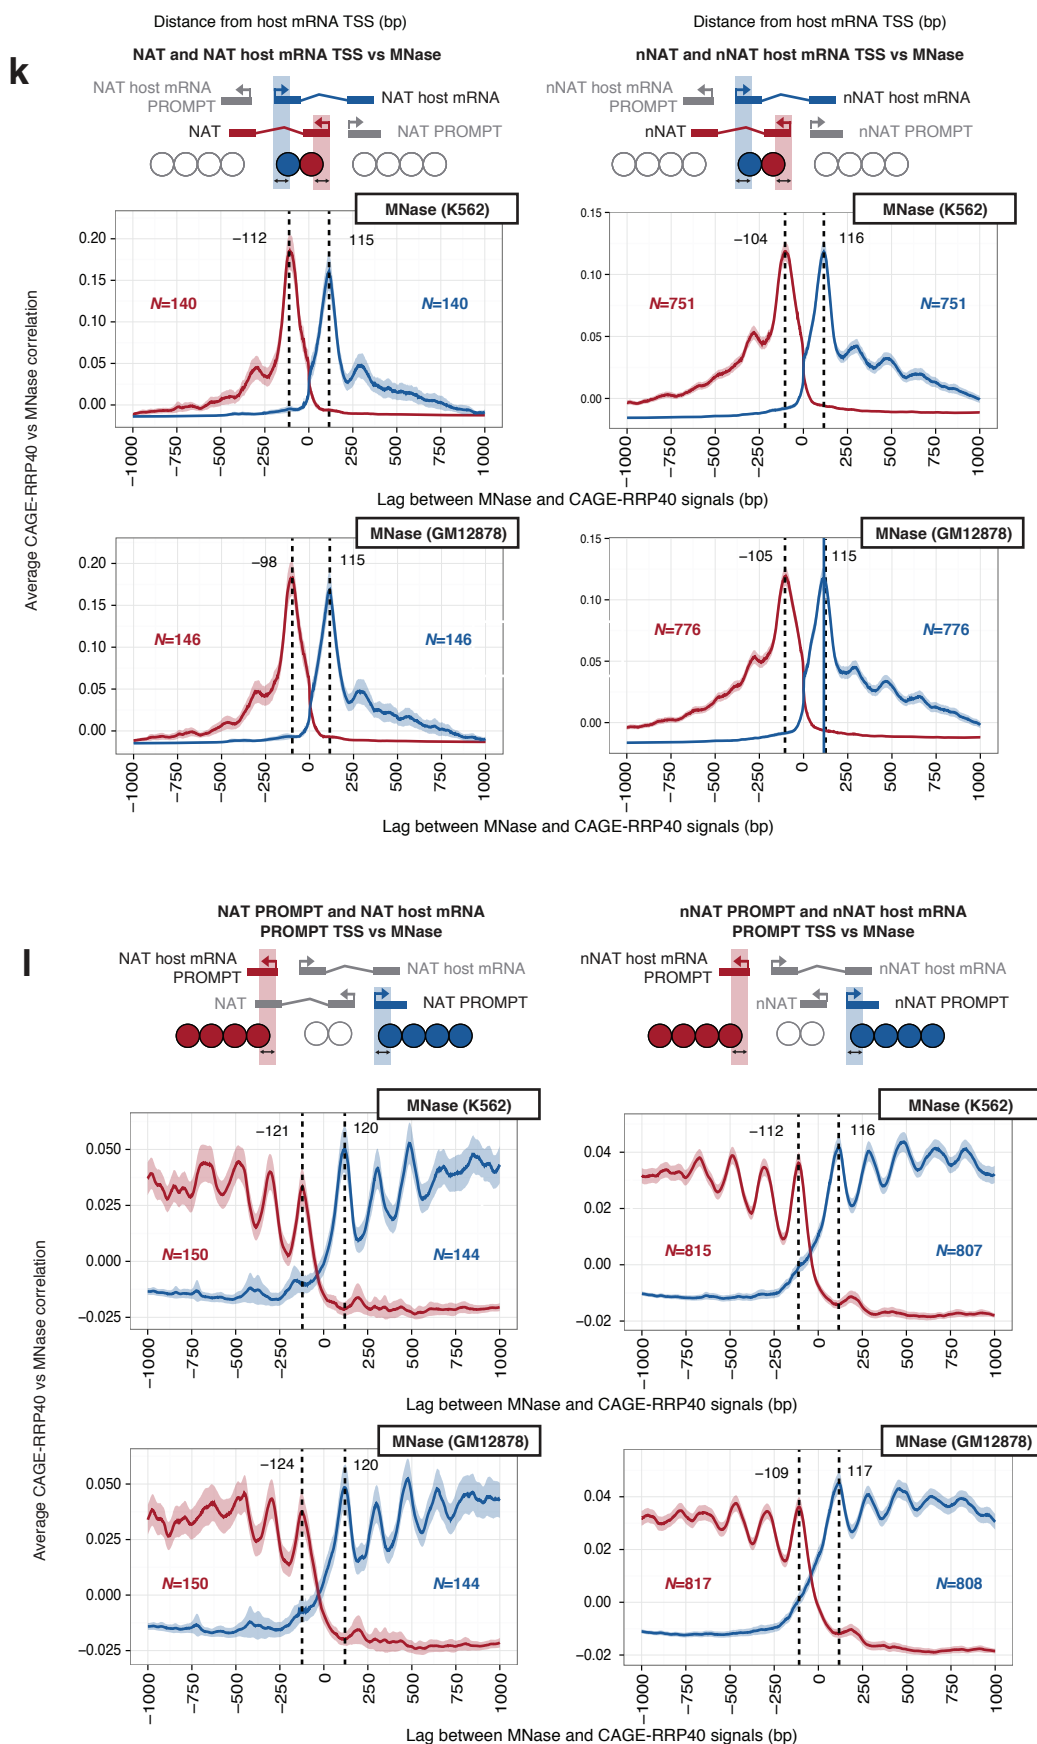 Distance from host mRNA TSS (bp)
Distance from host mRNA TSS (bp)
k
NAT and NAT host mRNA TSS vs MNase
nNAT and nNAT host mRNA TSS vs MNase
NAT host mRNA
PROMPT
NAT host mRNA
NAT
NAT PROMPT
nNAT host mRNA
PROMPT
nNAT host mRNA
nNAT
nNAT PROMPT
Average CAGE-RRP40 vs MNase correlation
MNase (K562)
−112
115
N=140
N=140
0.20
0.15
0.10
0.05
0.00
−1000
−750
−500
−250
0
250
500
750
1000
MNase (K562)
−104
116
N=751
N=751
0.15
0.10
0.05
0.00
−1000
−750
−500
−250
0
250
500
750
1000
Lag between MNase and CAGE-RRP40 signals (bp)
MNase (GM12878)
−98
115
N=146
N=146
0.20
0.15
0.10
0.05
0.00
−1000
−750
−500
−250
0
250
500
750
1000
MNase (GM12878)
−105
115
N=776
N=776
0.15
0.10
0.05
0.00
−1000
−750
−500
−250
0
250
500
750
1000
Lag between MNase and CAGE-RRP40 signals (bp)
l
NAT PROMPT and NAT host mRNA
PROMPT TSS vs MNase
nNAT PROMPT and nNAT host mRNA
PROMPT TSS vs MNase
NAT host mRNA
PROMPT
NAT host mRNA
NAT
NAT PROMPT
nNAT host mRNA
PROMPT
nNAT host mRNA
nNAT
nNAT PROMPT
Average CAGE-RRP40 vs MNase correlation
MNase (K562)
−121
120
N=150
N=144
0.050
0.025
0.000
−0.025
−1000
−750
−500
−250
0
250
500
750
1000
MNase (K562)
−112
116
N=815
N=807
0.04
0.02
0.00
−0.02
−1000
−750
−500
−250
0
250
500
750
1000
Lag between MNase and CAGE-RRP40 signals (bp)
MNase (GM12878)
−124
120
N=150
N=144
0.050
0.025
0.000
−0.025
−1000
−750
−500
−250
0
250
500
750
1000
MNase (GM12878)
−109
117
N=817
N=808
0.04
0.02
0.00
−0.02
−1000
−750
−500
−250
0
250
500
750
1000
Lag between MNase and CAGE-RRP40 signals (bp)